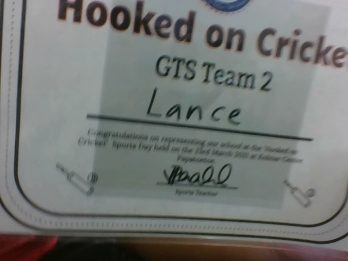 Hooked on Cricke
GTS Team 2
Lance
Congratulations on representing our school at the 'Hooked on
Cricket' Sports Day held on the 23rd March 2021 at
Sports Teacher